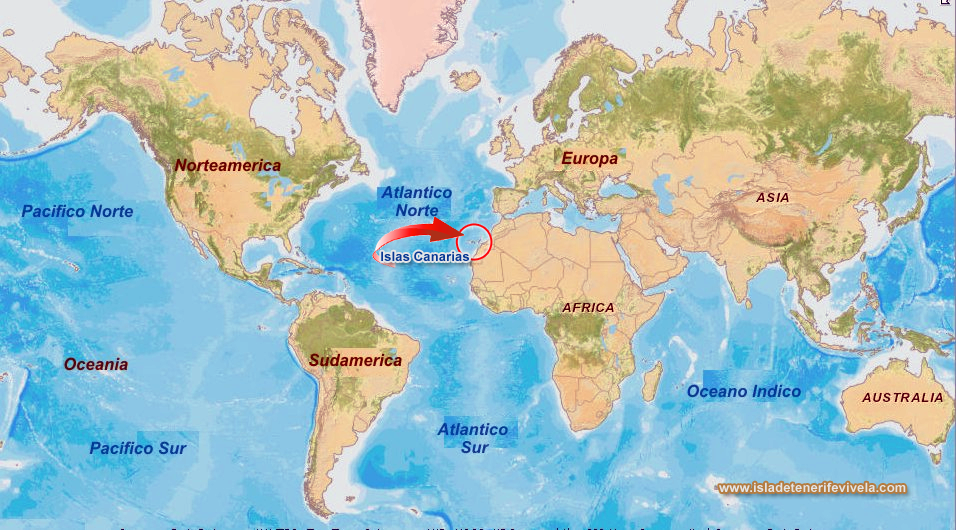 Norteamerica
Europa
Atlantico
Norte
ASIA
Pacifico Norte
Islas Canarias
AFRICA
Oceania
Sudamerica
Oceano Indico
AUSTRALIA
Pacifico Sur
Atlantico
Sur
www.isladetenerifevivela.com